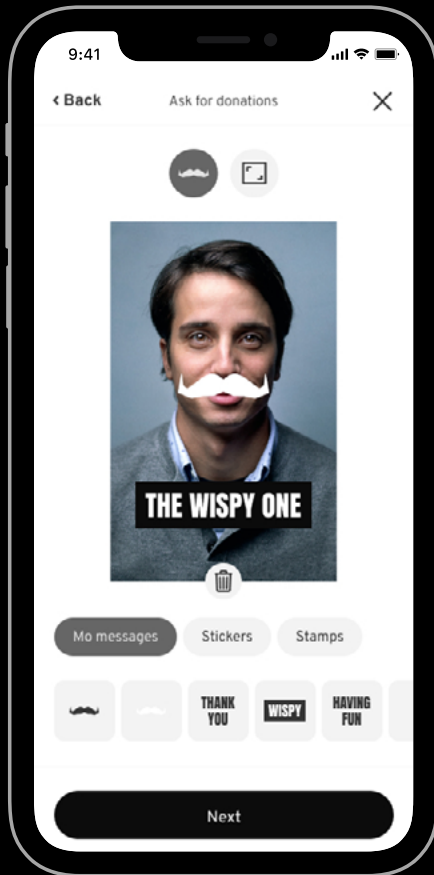 9:41
Back
Ask for donations
THE WISPY ONE
Mo messages
Stickers
Stamps
THANK
YOU
WISPY
HAVING
FUN
Next